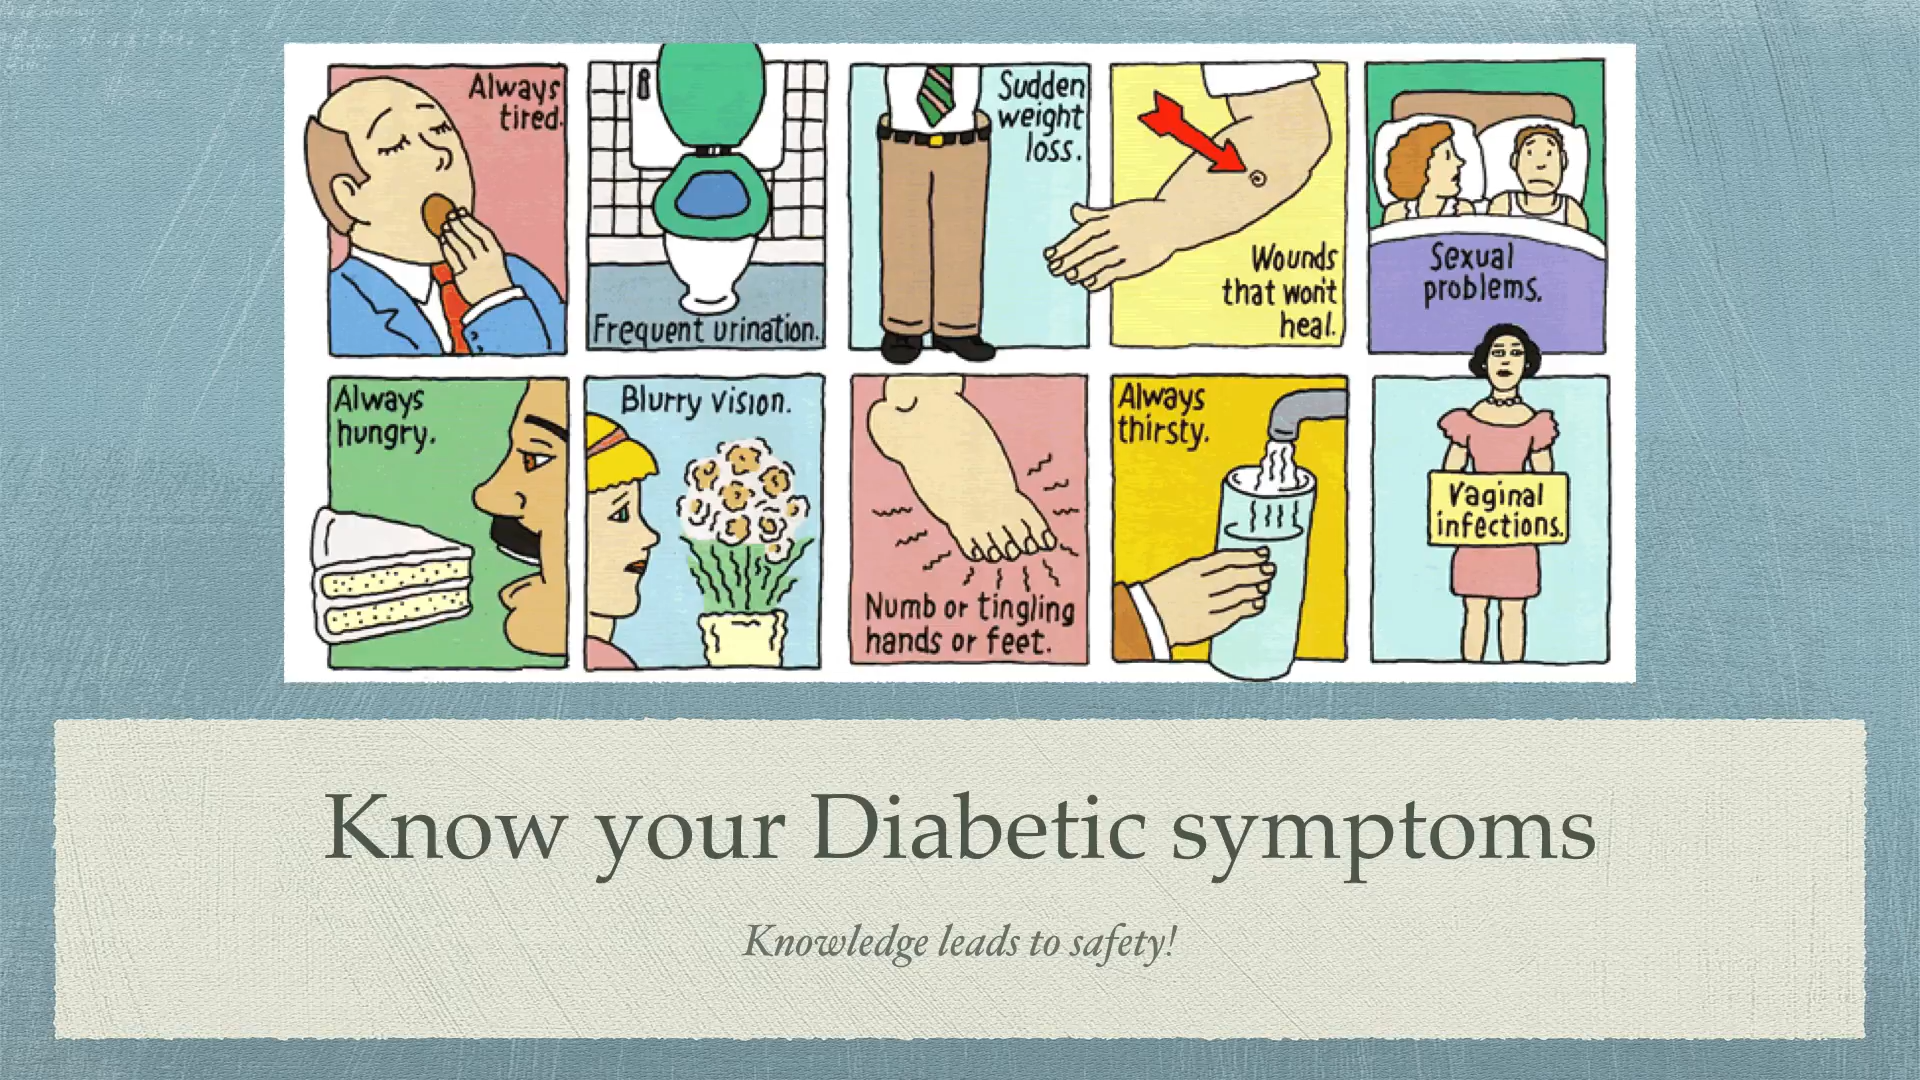 Always
tired.
Frequent urination.
Sudden
weight
loss.
Wounds
that won't
heal.
Sexual
problems.
Always
hungry.
Blurry vision.
Numb or tingling
hands or feet.
Always
thirsty.
Vaginal
infections.
Know your Diabetic symptoms
Knowledge leads to safety!